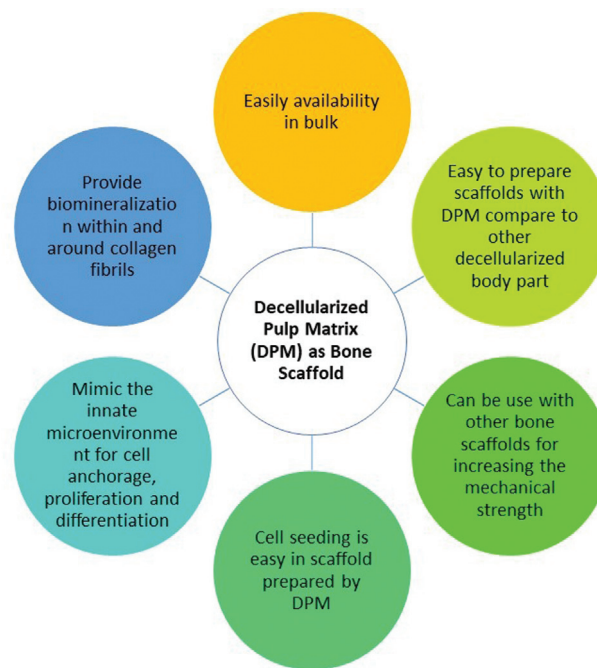 Easily availability
in bulk
Easy to prepare
scaffolds with
DPM compare to
other
decellularized
body part
Can be use with
other bone
scaffolds for
increasing the
mechanical
strength
Cell seeding is
easy in scaffold
prepared by
DPM
Mimic the
innate
microenvironme
nt for cell
anchorage,
proliferation and
differentiation
Provide
biomineralizatio
n within and
around collagen
fibrils
Decellularized
Pulp Matrix
(DPM) as Bone
Scaffold